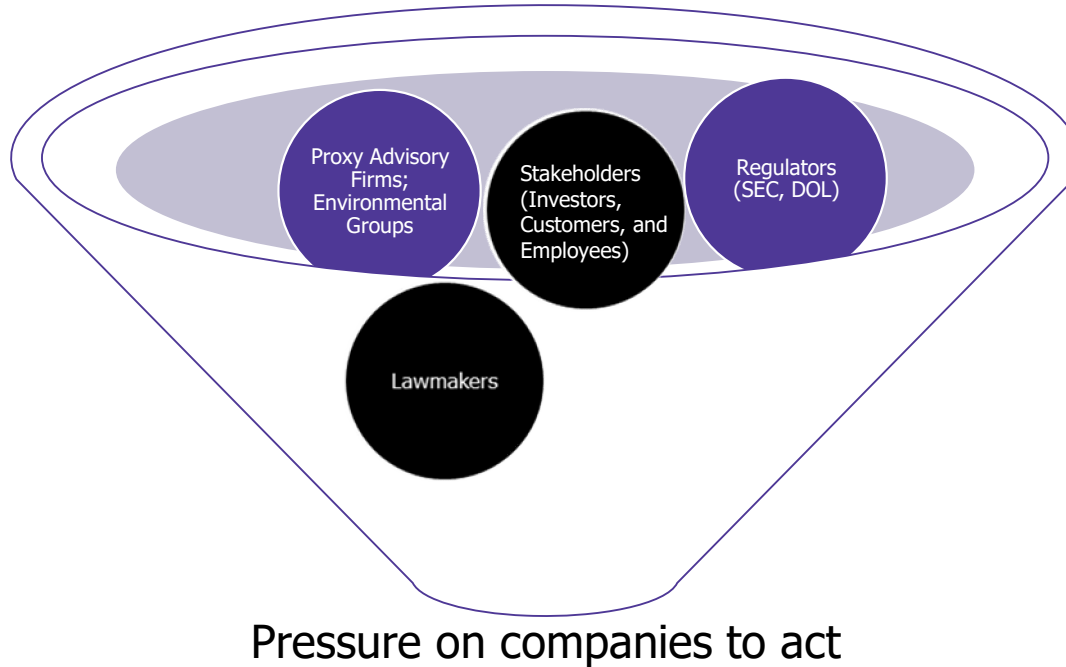 Proxy Advisory
Firms;
Environmental
Groups
Stakeholders
(Investors,
Customers, and
Employees)
Regulators
(SEC, DOL)
Lawmakers
Pressure on companies to act